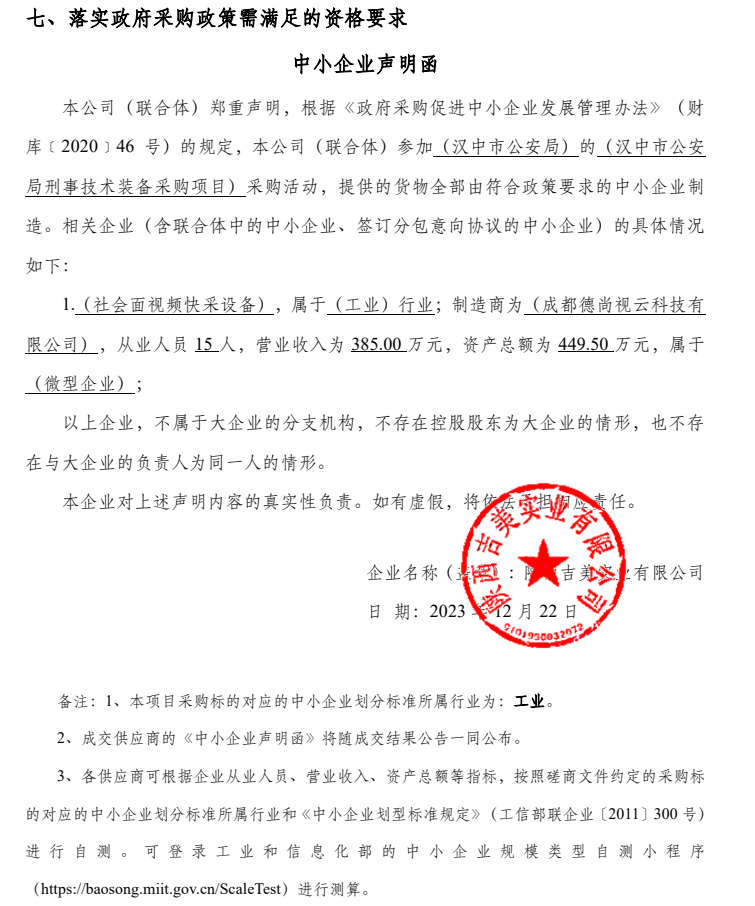 七、落实政府采购政策需满足的资格要求
中小企业声明函
本公司（联合体）郑重声明，根据《政府采购促进中小企业发展管理办法》（财
库﹝2020﹞46 号）的规定，本公司（联合体）参加（汉中市公安局）的（汉中市公安
局刑事技术装备采购项目）采购活动，提供的货物全部由符合政策要求的中小企业制
造。相关企业（含联合体中的中小企业、签订分包意向协议的中小企业）的具体情况
如下：
1.（社会面视频快采设备），属于（工业）行业；制造商为（成都德尚视云科技有
限公司），从业人员 15 人，营业收入为 385.00 万元，资产总额为 449.50 万元，属于
（微型企业）；
以上企业，不属于大企业的分支机构，不存在控股股东为大企业的情形，也不存
在与大企业的负责人为同一人的情形。
本企业对上述声明内容的真实性负责。如有虚假，将依法承担相应责任。
企业名称（盖章）：陕西吉美实业有限公司
日 期：2023 年 12 月 22 日
陕西吉美实业有限公司
备注：1、本项目采购标的对应的中小企业划分标准所属行业为：工业。
2、成交供应商的《中小企业声明函》将随成交结果公告一同公布。
3、各供应商可根据企业从业人员、营业收入、资产总额等指标，按照磋商文件约定的采购标
的对应的中小企业划分标准所属行业和《中小企业划型标准规定》（工信部联企业〔2011〕300 号）
进行自测。可登录工业和信息化部的中小企业规模类型自测小程序
（https://baosong.miit.gov.cn/ScaleTest）进行测算。